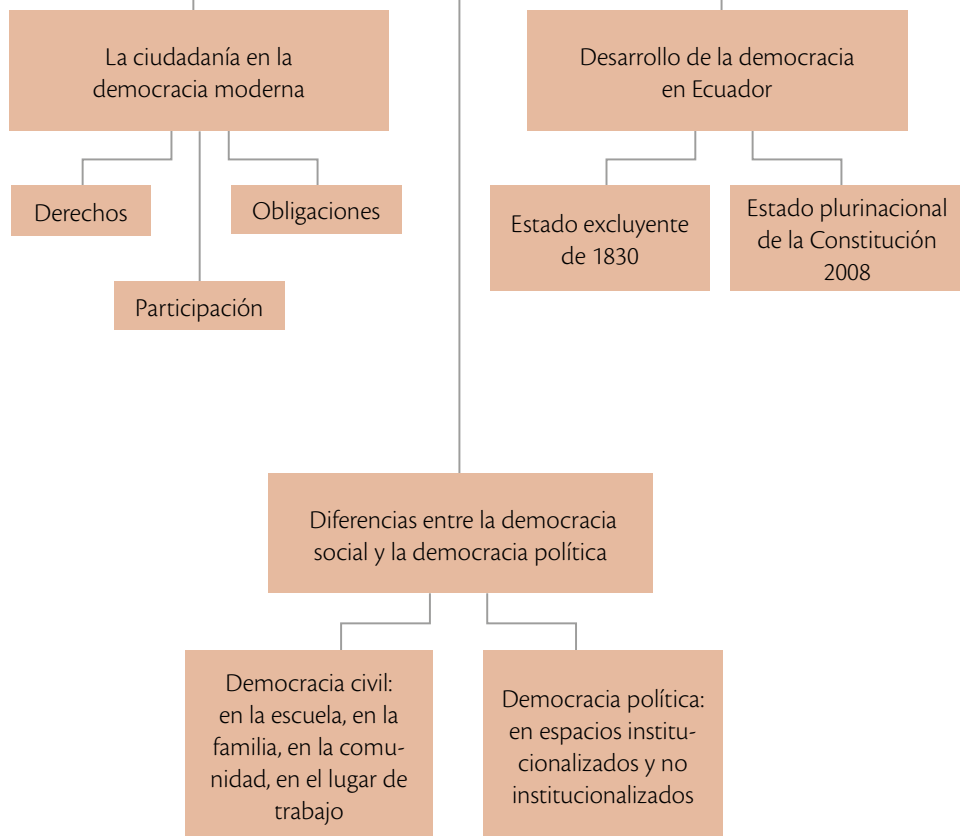 La ciudadanía en la
democracia moderna
Derechos
Obligaciones
Participación
Desarrollo de la democracia
en Ecuador
Estado excluyente
de 1830
Estado plurinacional
de la Constitución
2008
Diferencias entre la democracia
social y la democracia política
Democracia civil:
en la escuela, en la
familia, en la comu-
nidad, en el lugar de
trabajo
Democracia política:
en espacios institu-
cionalizados y no
institucionalizados